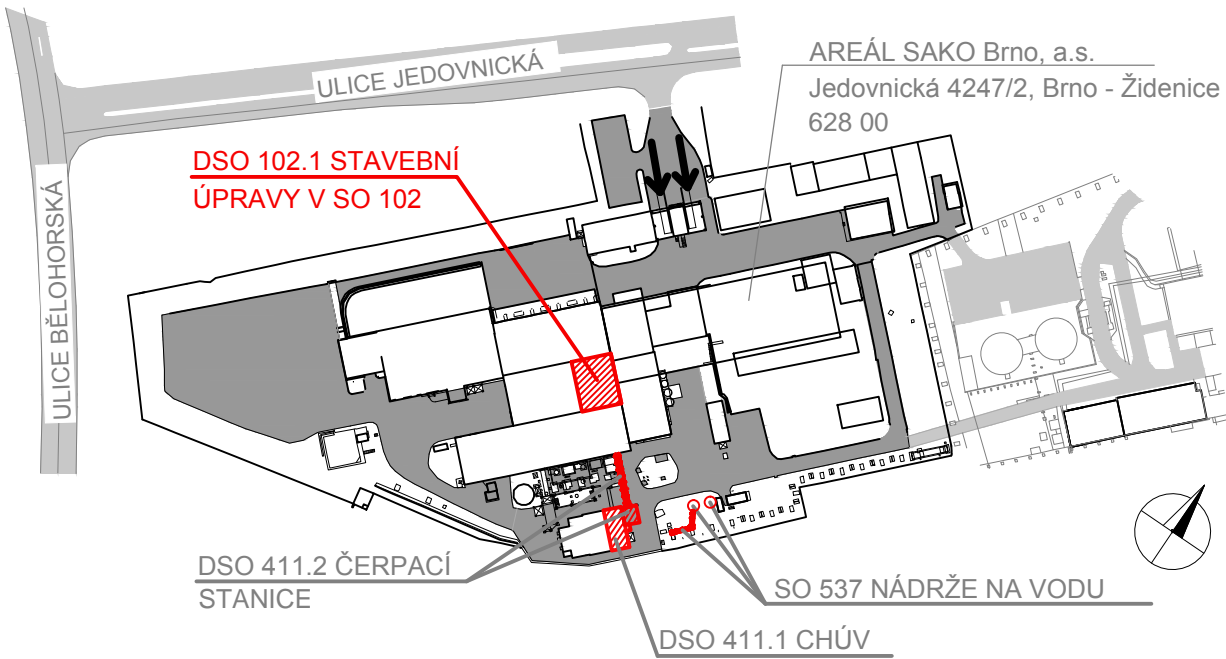 ULICE JEDOVNICKÁ
AREÁL SAKO Brno, a.s.
Jedovnická 4247/2, Brno - Židenice
628 00
DSO 102.1 STAVEBNÍ
ÚPRAVY V SO 102
ULICE BĚLOHORSKÁ
DSO 411.2 ČERPACÍ
STANICE
SO 537 NÁDRŽE NA VODU
DSO 411.1 CHÚV